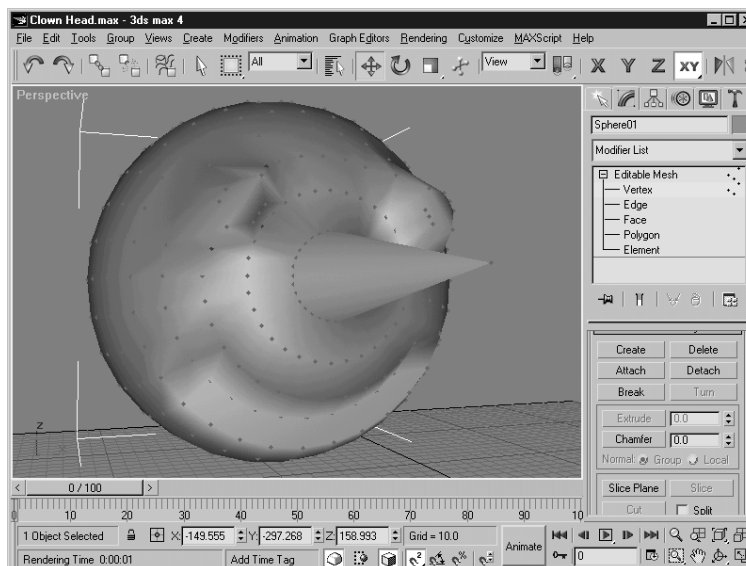 Clown Head.max - 3ds max 4
File Edit Tools Group Views Create Modifiers Animation Graph Editors Rendering Customize MAXScript Help
All View X Y Z XY
Perspective
Sphere01
Modifier List
Editable Mesh
Vertex
Edge
Face
Polygon
Element
Create Delete
Attach Detach
Break Turn
Extrude 0.0
Chamfer 0.0
Normal: Group Local
Slice Plane Slice
Cut Split
z
< 0 / 100 >
10 20 30 40 50 60 70 80 90 10
1 Object Selected X: -149.555 Y: -297.268 Z: 158.993 Grid = 10.0
Animate
0
Rendering Time 0:00:01 Add Time Tag